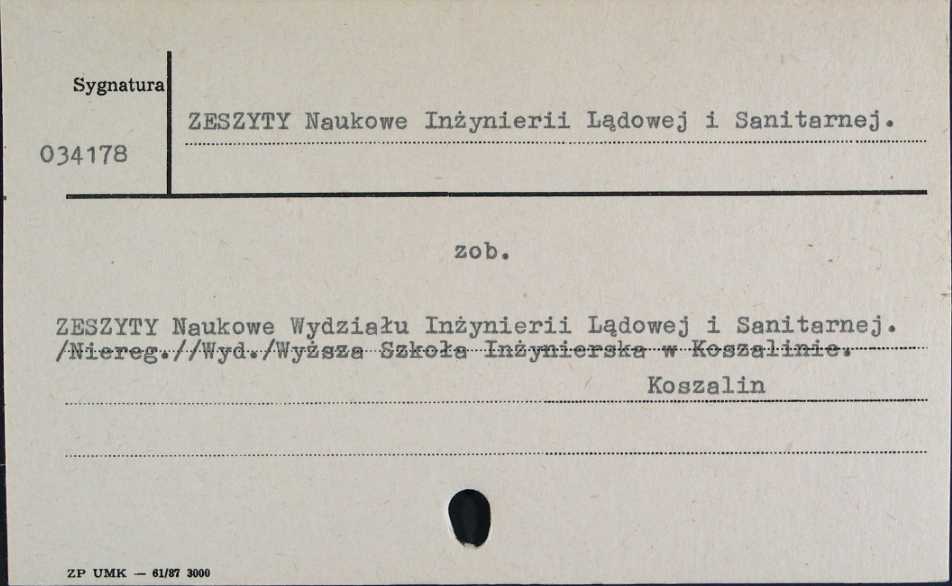 Sygnatura
ZESZYTY Naukowe Inżynierii Lądowej i Sanitarnej.
034178
zob.
ZESZYTY Naukowe Wydziału Inżynierii Lądowej i Sanitarnej.
/Niereg.//Wyd./Wyższa Szkoła Inżynierska w Koszalinie.
Koszalin
ZP UMK — 61/87 3000